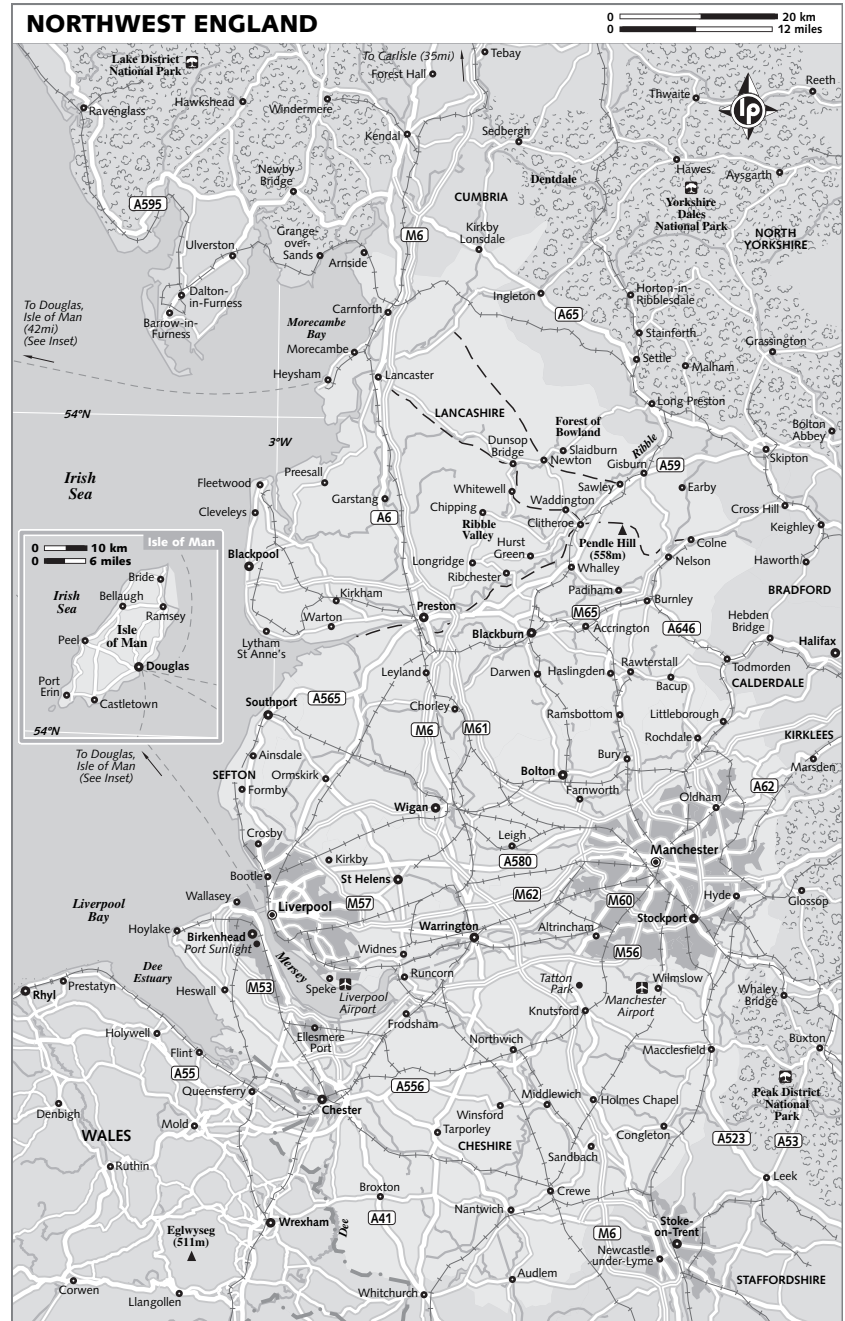 NORTHWEST ENGLAND
0 20 km
0 12 miles
To Carlisle (35mi)
Tebay
Lake District
National Park
Forest Hall
Reeth
Thwaite
lp
Ravenglass
Hawkshead
Windermere
Kendal
Sedbergh
Hawes
Aysgarth
Newby
Bridge
Dentdale
CUMBRIA
Yorkshire
Dales
National Park
A595
NORTH
YORKSHIRE
Ulverston
Grange-
over-
Sands
Arnside
M6
Kirkby
Lonsdale
Dalton-
in-Furness
Ingleton
Horton-in-
Ribblesdale
To Douglas,
Isle of Man
(42mi)
(See Inset)
Barrow-in-
Furness
Carnforth
A65
Morecambe
Bay
Stainforth
Morecambe
Settle
Grassington
Malham
Heysham
Lancaster
Long Preston
54°N
LANCASHIRE
Forest of
Bowland
Bolton
Abbey
3°W
Dunsop
Bridge
Slaidburn
Newton
Ribble
Gisburn
A59
Skipton
Irish
Sea
Fleetwood
Preesall
Sawley
Earby
Cleveleys
Garstang
Whitewell
Waddington
Cross Hill
A6
Chipping
Ribble
Valley
Clitheroe
Keighley
0 10 km
0 6 miles
Isle of Man
Hurst
Green
Pendle Hill
(558m)
Colne
Blackpool
Longridge
Nelson
Haworth
Bride
Ribchester
Whalley
Irish
Sea
Bellaugh
Ramsey
Kirkham
Padiham
BRADFORD
Burnley
Preston
M65
Warton
Hebden
Bridge
Peel
Isle
of Man
Blackburn
Accrington
A646
Halifax
Lytham
St Anne's
Douglas
Todmorden
Port
Erin
Castletown
Leyland
Darwen
Haslingden
Rawterstall
Bacup
CALDERDALE
A565
Southport
Chorley
Ramsbottom
Littleborough
54°N
M6
M61
Rochdale
KIRKLEES
To Douglas,
Isle of Man
(See Inset)
Ainsdale
Bury
Marsden
SEFTON
Ormskirk
Bolton
Formby
Farnworth
A62
Wigan
Oldham
Crosby
Leigh
Manchester
Kirkby
A580
Bootle
St Helens
M62
Wallasey
M57
M60
Hyde
Glossop
Liverpool
Bay
Liverpool
Stockport
Hoylake
Birkenhead
Warrington
Altrincham
Port Sunlight
Widnes
M56
Dee
Estuary
Mersey
Prestatyn
Speke
Runcorn
Tatton
Park
Wilmslow
Rhyl
Heswall
M53
Liverpool
Airport
Manchester
Airport
Whaley
Bridge
Knutsford
Frodsham
Holywell
Ellesmere
Port
Northwich
Macclesfield
Buxton
Flint
A55
Queensferry
A556
Peak District
National
Park
Denbigh
Chester
Middlewich
Holmes Chapel
Winsford
Mold
Tarporley
Congleton
WALES
CHESHIRE
A523
A53
Sandbach
Ruthin
Leek
Broxton
Crewe
Nantwich
A41
Dee
Stoke-
on-Trent
Eglwyseg
(511m)
Wrexham
M6
Newcastle-
under-Lyme
Audlem
STAFFORDSHIRE
Corwen
Llangollen
Whitchurch